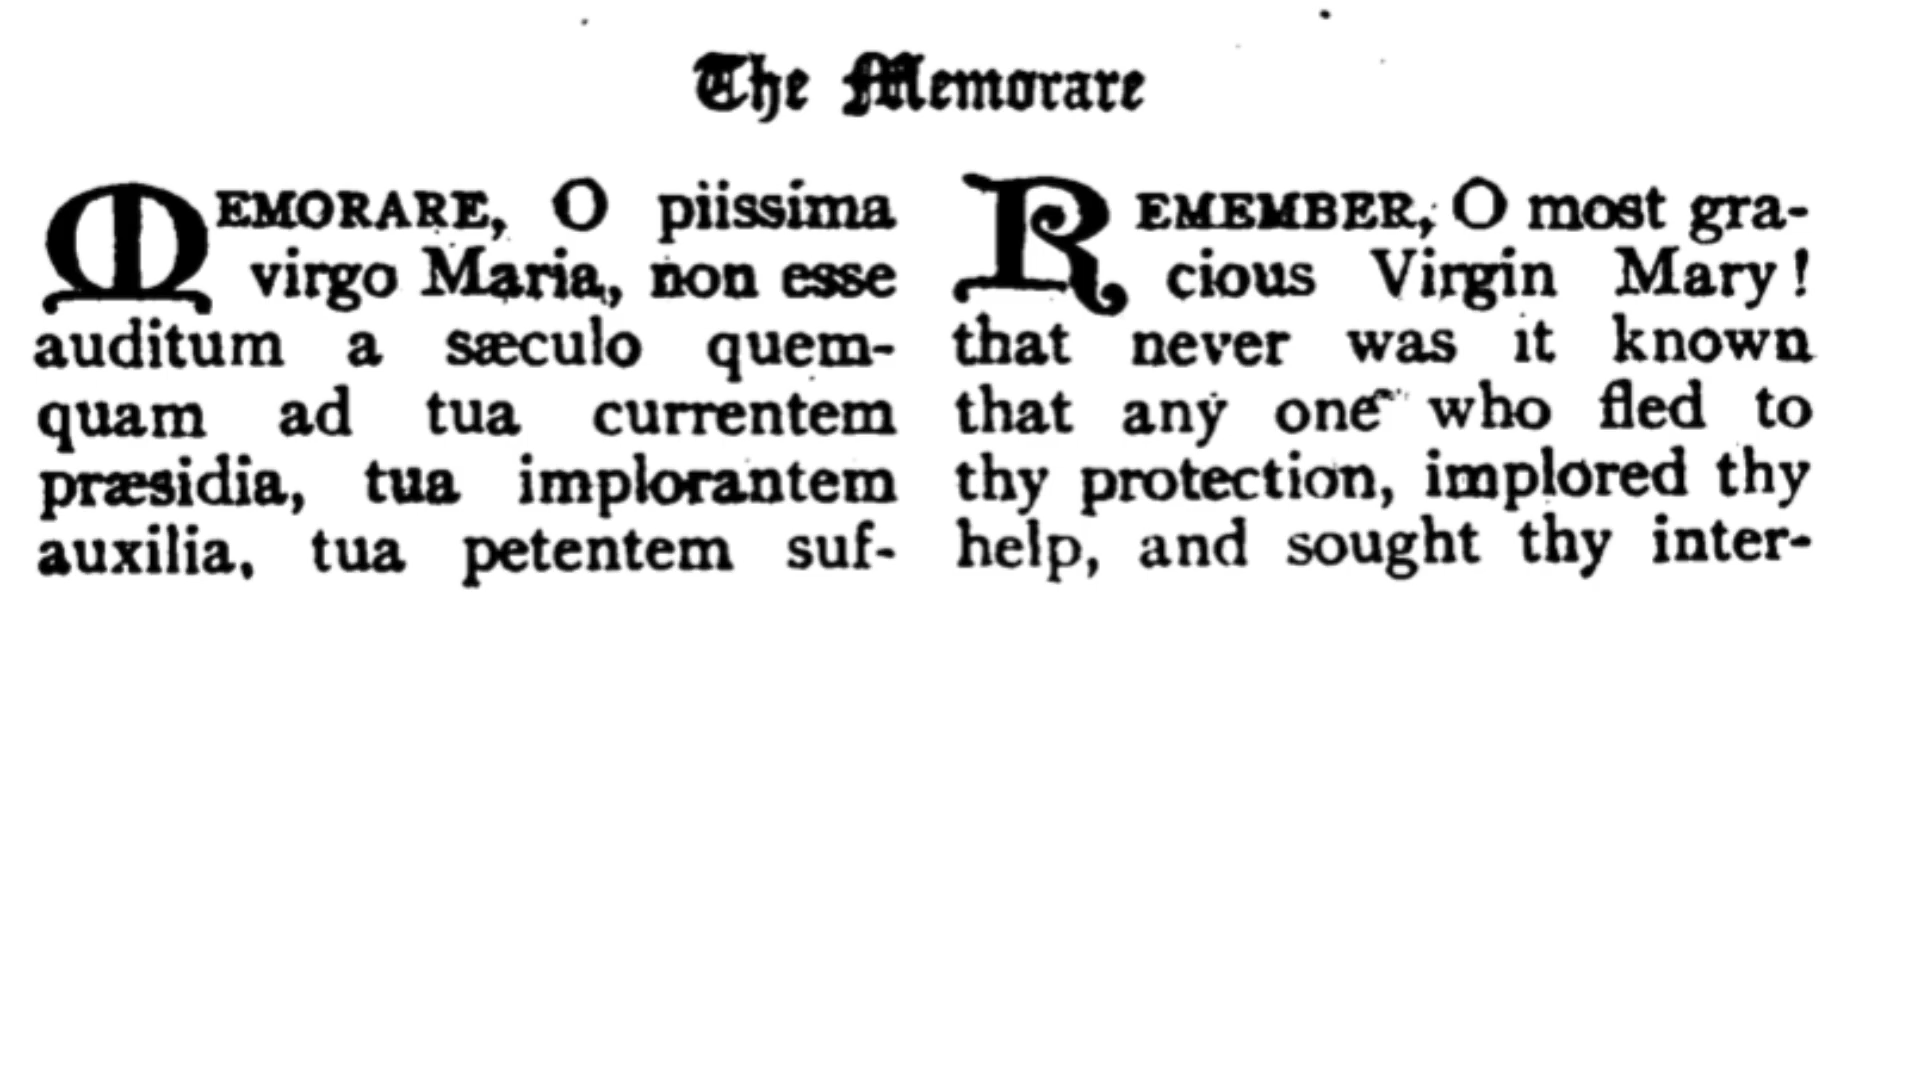 The Memorare
MEMORARE, O piissima
virgo Maria, non esse
auditum a sæculo quem-
quam ad tua currentem
præsidia, tua implorantem
auxilia, tua petentem suf-
REMEMBER, O most gra-
cious Virgin Mary!
that never was it known
that any one who fled to
thy protection, implored thy
help, and sought thy inter-